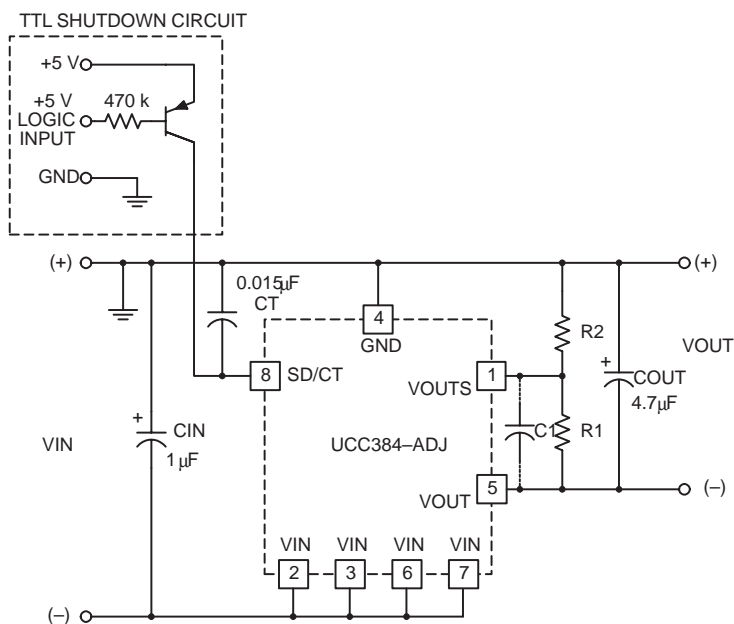 TTL SHUTDOWN CIRCUIT
+5 V
+5 V
LOGIC
INPUT
470 k
GND
(+)
(+)
0.015µF
CT
4
GND
R2
VOUT
8
SD/CT
1
VOUTS
+
COUT
4.7µF
+
CIN
1 µF
VIN
UCC384–ADJ
C1
R1
5
VOUT
(–)
VIN
VIN
VIN
VIN
2
3
6
7
(–)